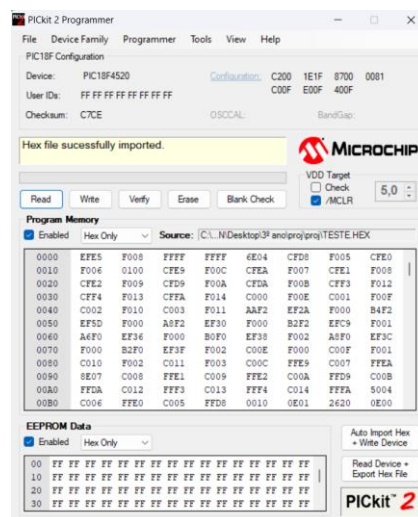 PICkit 2 Programmer
File Device Family Programmer Tools View Help
PIC18F Configuration
Device: PIC18F4520 Configuration: C200 1E1F 8700 0081
User IDs: FF FF FF FF FF FF FF FF C00F E00F 400F
Checksum: C7CE OSCCAL: BandGap:
Hex file sucessfully imported.
MICROCHIP
VDD Target
Check
/MCLR
5,0
Read Write Verify Erase Blank Check
Program Memory
Enabled Hex Only Source: C:\...N\Desktop\3º ano\proj\proj\TESTE.HEX
0000 EFE5 F008 FFFF FFFF 6E04 CFD8 F005 CFE0
0010 F006 0100 CFE9 F00C CFEA F007 CFE1 F008
0020 CFE2 F009 CFD9 F00A CFDA F00B CFF3 F012
0030 CFF4 F013 CFFA F014 C000 F00E C001 F00F
0040 C002 F010 C003 F011 AAF2 EF2A F000 B4F2
0050 EF5D F000 A8F2 EF30 F000 B2F2 EFC9 F001
0060 A6F0 EF36 F000 B0F0 EF38 F002 A8F0 EF3C
0070 F000 B2F0 EF3F F002 C00E F000 C00F F001
0080 C010 F002 C011 F003 C00C FFE9 C007 FFEA
0090 8E07 C008 FFE1 C009 FFE2 C00A FFD9 C00B
00A0 FFDA C012 FFF3 C013 FFF4 C014 FFFA 5004
00B0 C006 FFE0 C005 FFD8 0010 0E01 2620 0E00
EEPROM Data
Enabled Hex Only
00 FF FF FF FF FF FF FF FF FF FF FF FF FF FF FF FF
10 FF FF FF FF FF FF FF FF FF FF FF FF FF FF FF FF
20 FF FF FF FF FF FF FF FF FF FF FF FF FF FF FF FF
30 FF FF FF FF FF FF FF FF FF FF FF FF FF FF FF FF
Auto Import Hex
+ Write Device
Read Device +
Export Hex File
PICkit™ 2